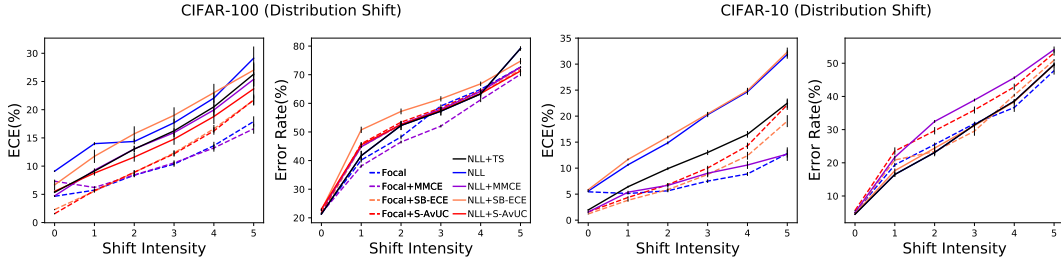 CIFAR-100 (Distribution Shift)
CIFAR-10 (Distribution Shift)
ECE(%)
30
25
20
15
10
5
0
0 1 2 3 4 5
Shift Intensity
Error Rate(%)
80
70
60
50
40
30
20
0 1 2 3 4 5
Shift Intensity
Focal
Focal+MMCE
Focal+SB-ECE
Focal+S-AvUC
NLL+TS
NLL
NLL+MMCE
NLL+SB-ECE
NLL+S-AvUC
ECE(%)
35
30
25
20
15
10
5
0
0 1 2 3 4 5
Shift Intensity
Error Rate(%)
50
40
30
20
10
0 1 2 3 4 5
Shift Intensity